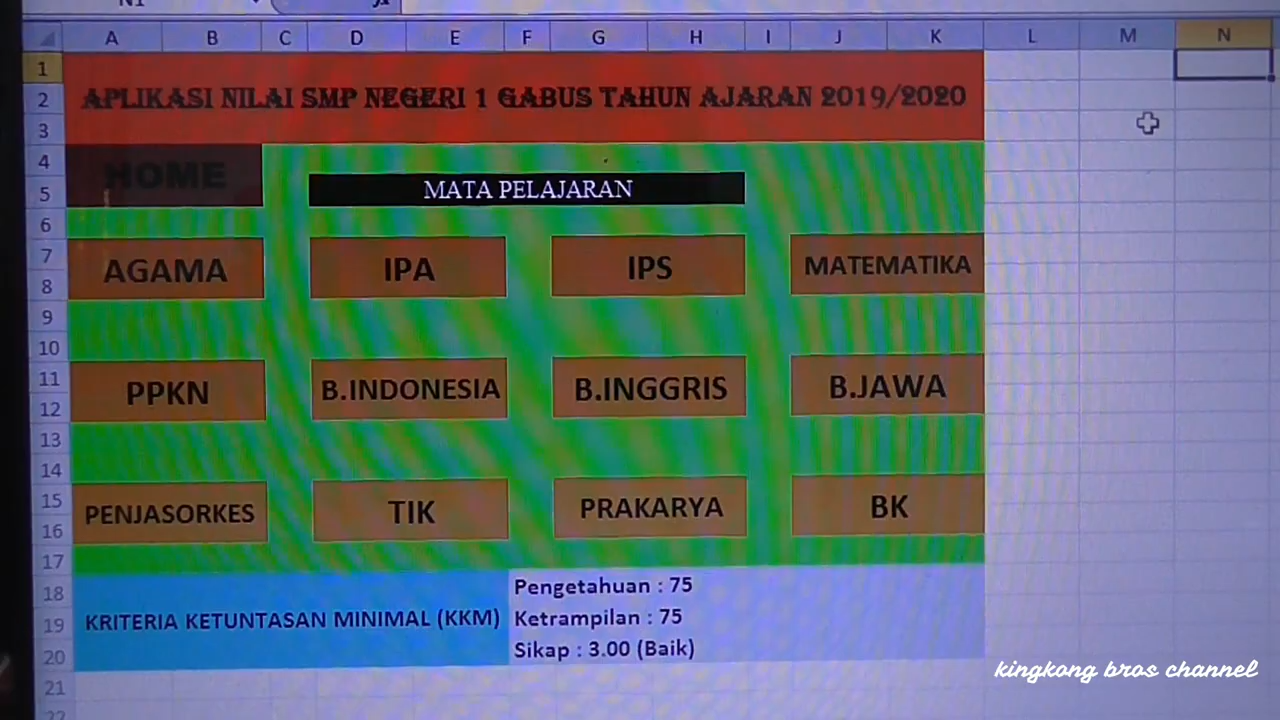 N1
A B C D E F G H I J K L M N
1
2
3
4
5
6
7
8
9
10
11
12
13
14
15
16
17
18
19
20
21
22
APLIKASI NILAI SMP NEGERI 1 GABUS TAHUN AJARAN 2019/2020
HOME
MATA PELAJARAN
AGAMA IPA IPS MATEMATIKA
PPKN B.INDONESIA B.INGGRIS B.JAWA
PENJASORKES TIK PRAKARYA BK
KRITERIA KETUNTASAN MINIMAL (KKM)
Pengetahuan : 75
Ketrampilan : 75
Sikap : 3.00 (Baik)
kingkong bros channel